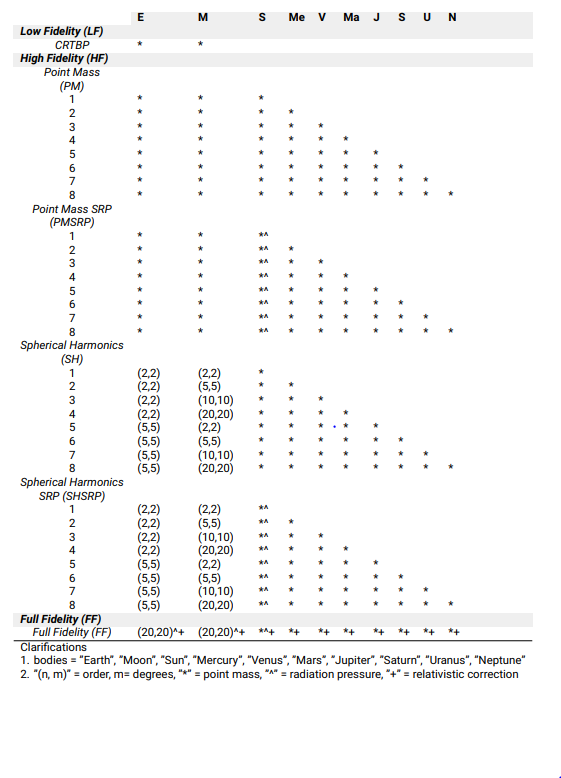 E M S Me V Ma J S U N
Low Fidelity (LF)
CRTBP * *
High Fidelity (HF)
Point Mass
(PM)
1 * * *
2 * * * *
3 * * * * *
4 * * * * * *
5 * * * * * * *
6 * * * * * * * *
7 * * * * * * * * *
8 * * * * * * * * * *
Point Mass SRP
(PMSRP)
1 * * *^
2 * * *^ *
3 * * *^ * *
4 * * *^ * * *
5 * * *^ * * * *
6 * * *^ * * * * *
7 * * *^ * * * * * *
8 * * *^ * * * * * * *
Spherical Harmonics
(SH)
1 (2,2) (2,2) *
2 (2,2) (5,5) * *
3 (2,2) (10,10) * * *
4 (2,2) (20,20) * * * *
5 (5,5) (2,2) * * * * *
6 (5,5) (5,5) * * * * * *
7 (5,5) (10,10) * * * * * * *
8 (5,5) (20,20) * * * * * * * *
Spherical Harmonics
SRP (SHSRP)
1 (2,2) (2,2) *^
2 (2,2) (5,5) *^ *
3 (2,2) (10,10) *^ * *
4 (2,2) (20,20) *^ * * *
5 (5,5) (2,2) *^ * * * *
6 (5,5) (5,5) *^ * * * * *
7 (5,5) (10,10) *^ * * * * * *
8 (5,5) (20,20) *^ * * * * * * *
Full Fidelity (FF)
Full Fidelity (FF) (20,20)^+ (20,20)^+ *^+ *+ *+ *+ *+ *+ *+ *+
Clarifications
1. bodies = "Earth", "Moon", "Sun", "Mercury", "Venus", "Mars", "Jupiter", "Saturn", "Uranus", "Neptune"
2. "(n, m)" = order, m= degrees, "*" = point mass, "^" = radiation pressure, "+" = relativistic correction